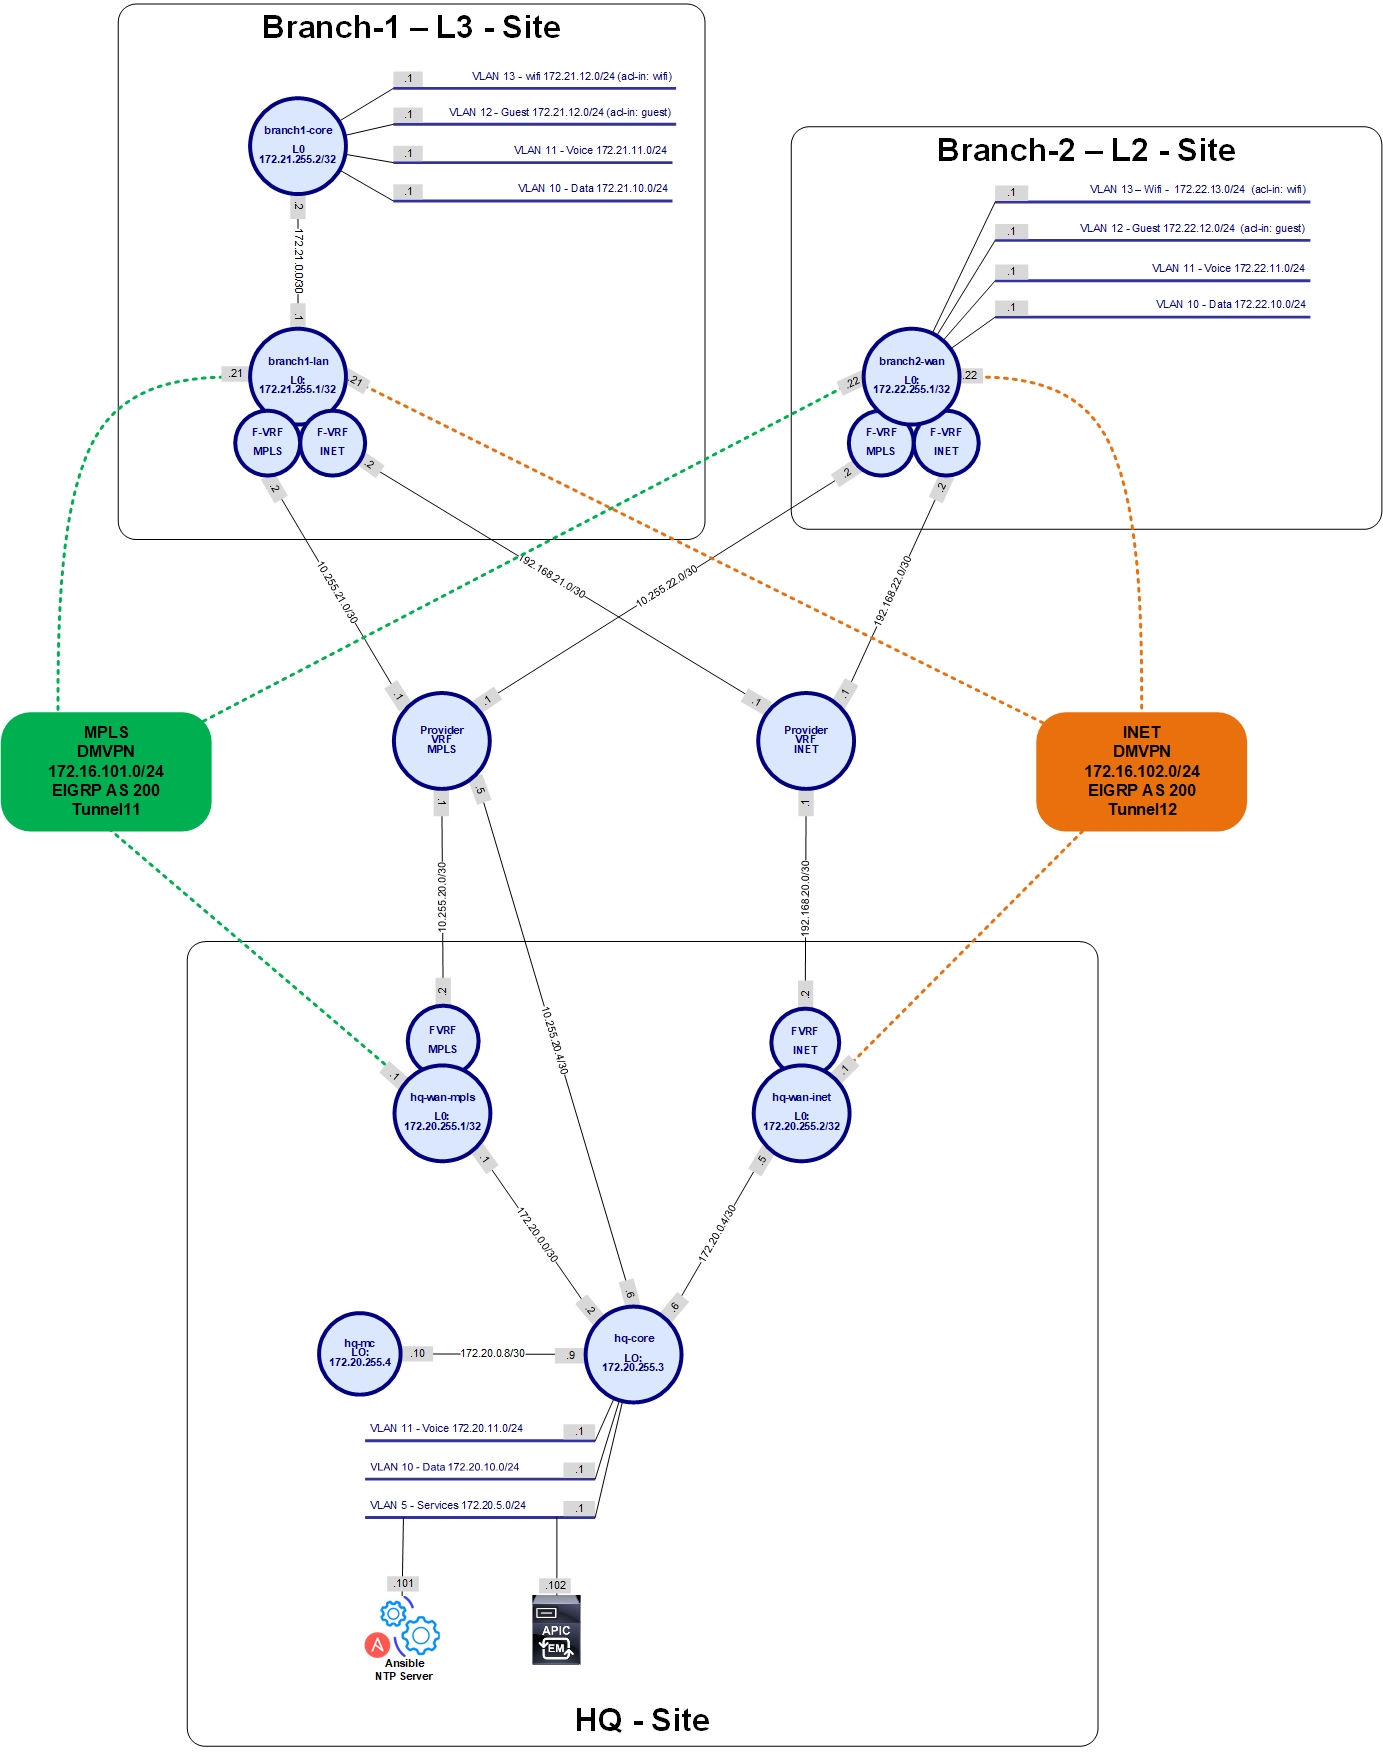 Branch-1 – L3 - Site
.1
VLAN 13 - wifi 172.21.12.0/24 (acl-in: wifi)
.1
VLAN 12 - Guest 172.21.12.0/24 (acl-in: guest)
.1
VLAN 11 - Voice 172.21.11.0/24
.1
VLAN 10 - Data 172.21.10.0/24
branch1-core
L0
172.21.255.2/32
.2
172.21.0.0/30
.1
branch1-lan
L0:
172.21.255.1/32
.21
.21
F-VRF
MPLS
F-VRF
INET
.2
.2
Branch-2 – L2 - Site
.1
VLAN 13 – Wifi - 172.22.13.0/24 (acl-in: wifi)
.1
VLAN 12 - Guest 172.22.12.0/24 (acl-in: guest)
.1
VLAN 11 - Voice 172.22.11.0/24
.1
VLAN 10 - Data 172.22.10.0/24
branch2-wan
L0:
172.22.255.1/32
.22
.22
F-VRF
MPLS
F-VRF
INET
.2
.2
10.255.21.0/30
192.168.21.0/30
10.255.22.0/30
192.168.22.0/30
.1
.1
.1
.1
MPLS
DMVPN
172.16.101.0/24
EIGRP AS 200
Tunnel11
Provider
VRF
MPLS
Provider
VRF
INET
INET
DMVPN
172.16.102.0/24
EIGRP AS 200
Tunnel12
.1
.5
.1
10.255.20.0/30
10.255.20.4/30
192.168.20.0/30
.2
.2
FVRF
MPLS
FVRF
INET
.1
.1
hq-wan-mpls
L0:
172.20.255.1/32
hq-wan-inet
L0:
172.20.255.2/32
.1
.5
172.20.0.0/30
172.20.0.4/30
.2
.6
.6
hq-mc
LO:
172.20.255.4
.10
172.20.0.8/30
.9
hq-core
LO:
172.20.255.3
VLAN 11 - Voice 172.20.11.0/24
.1
VLAN 10 - Data 172.20.10.0/24
.1
VLAN 5 - Services 172.20.5.0/24
.1
.101
.102
A
Ansible
NTP Server
APIC
EM
HQ - Site